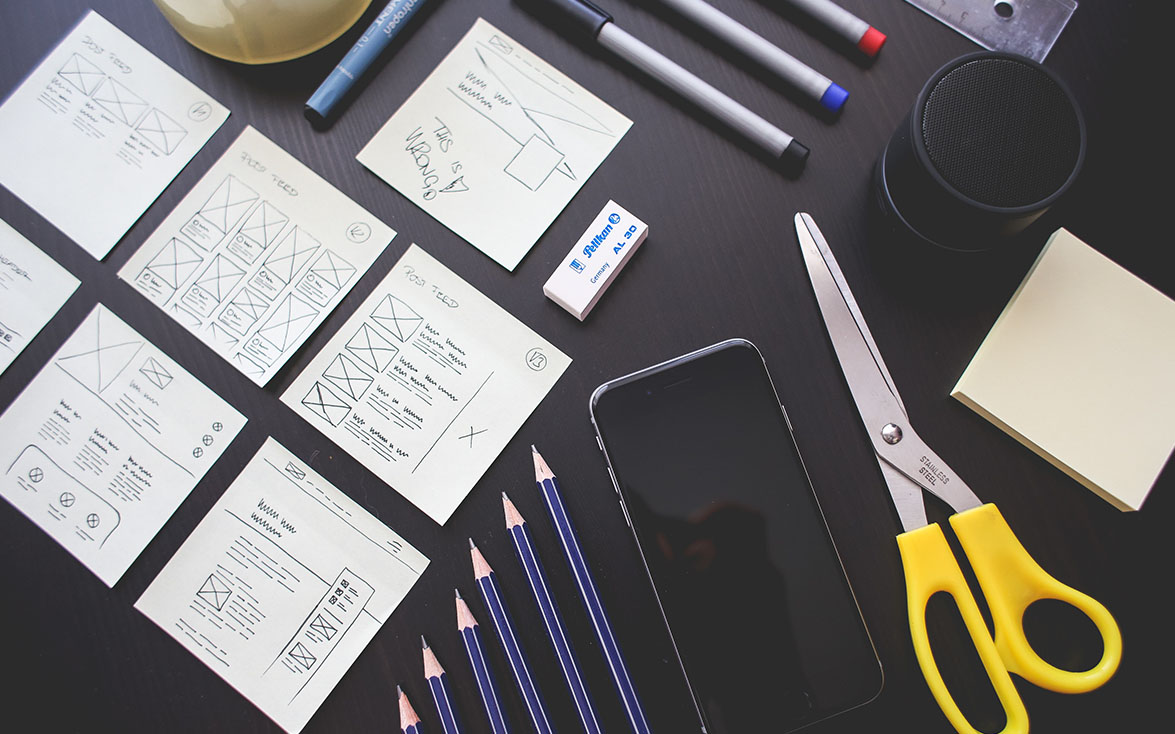 POST FEED
V1
POST FEED
V2
POST FEED
V3
THIS IS
WRONG
Pelikan
AL 30
Germany
STAINLESS
STEEL